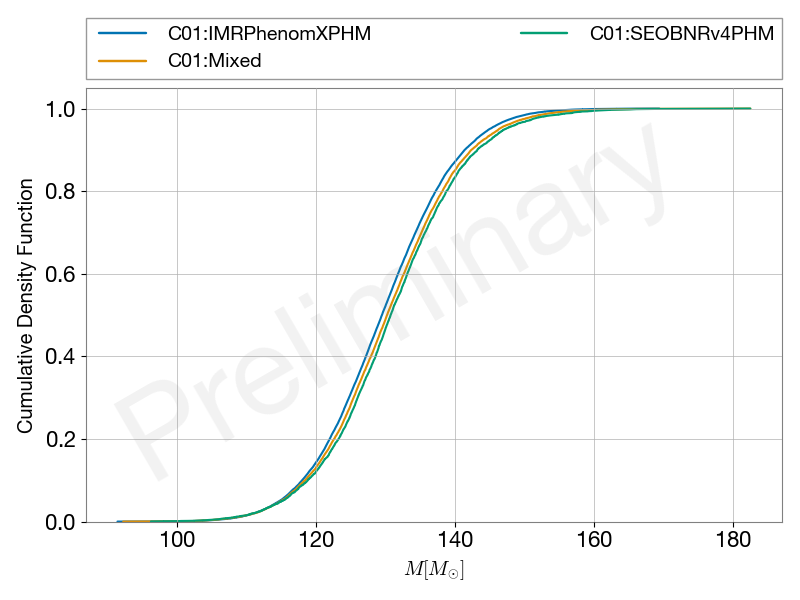 C01:IMRPhenomXPHM
C01:Mixed
C01:SEOBNRv4PHM
Cumulative Density Function
1.0
0.8
0.6
0.4
0.2
0.0
Preliminary
100 120 140 160 180
M[M⊙]